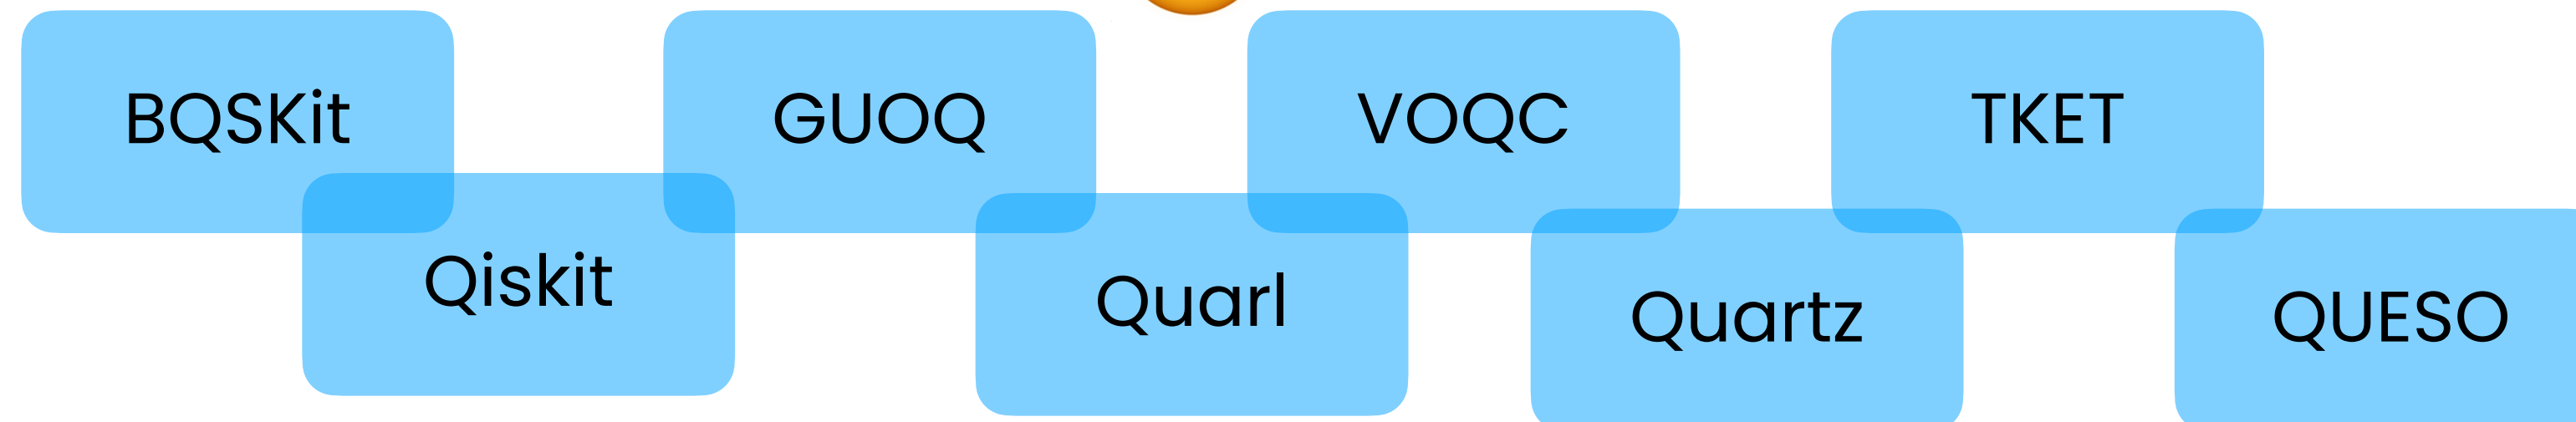 BQSKit
GUOQ
VOQC
TKET
Qiskit
Quarl
Quartz
QUESO